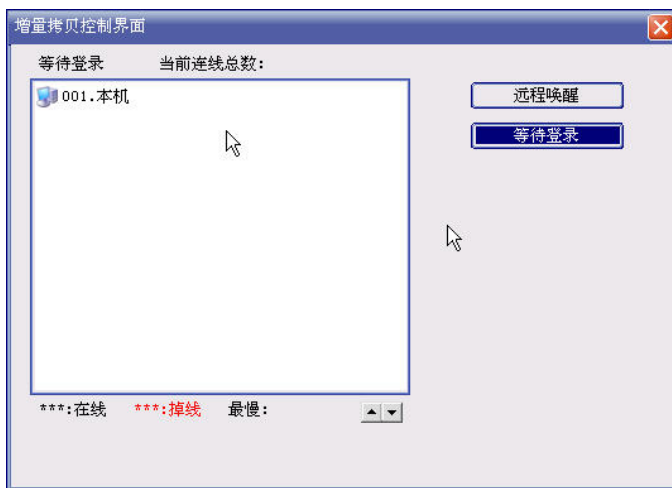 增量拷贝控制界面
等待登录 当前连线总数:
001.本机
远程唤醒
等待登录
***:在线 ***:掉线 最慢: